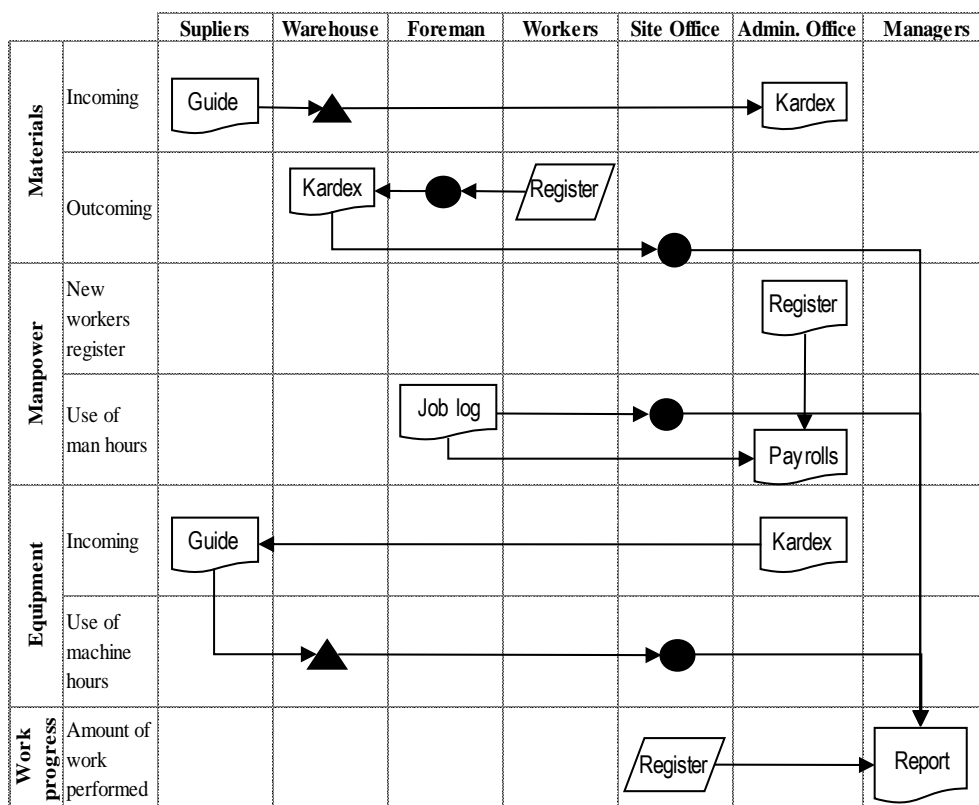 Supliers Warehouse Foreman Workers Site Office Admin. Office Managers
Materials
Incoming
Guide
Kardex
Outcoming
Kardex
Register
Manpower
New
workers
register
Register
Use of
man hours
Job log
Payrolls
Equipment
Incoming
Guide
Kardex
Use of
machine
hours
Work
progress
Amount of
work
performed
Register
Report